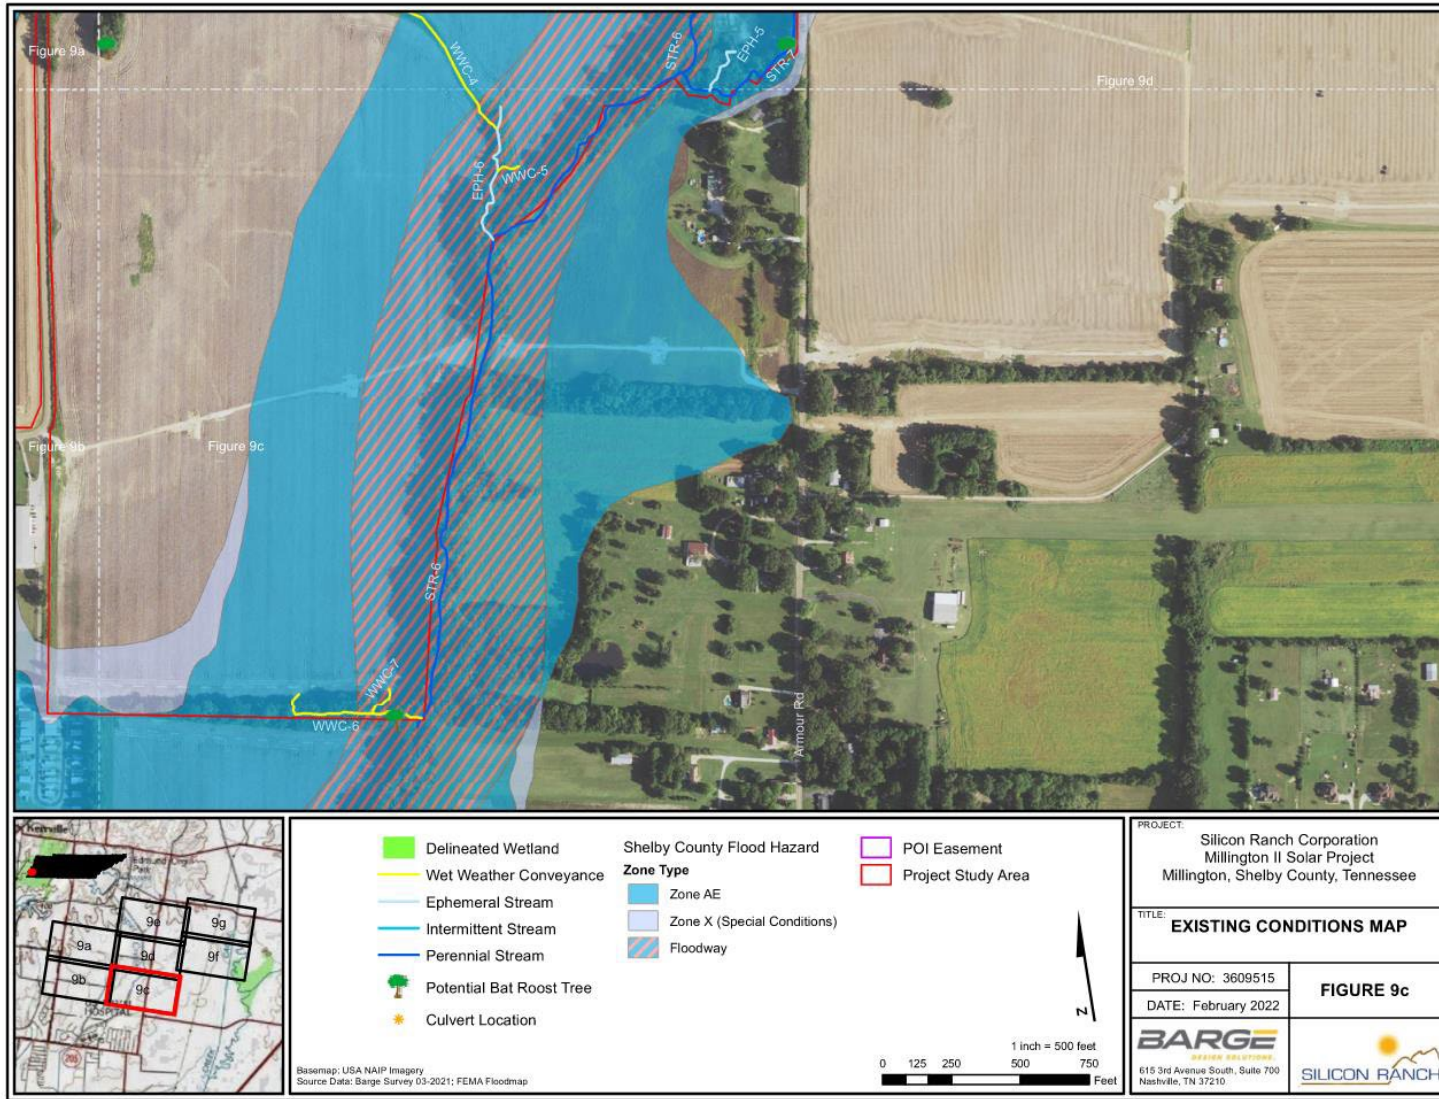 Figure 9a
WWC-4
STR-6
EPH-5
STR-7
Figure 9d
EPH-6
WWC-5
Figure 9b
Figure 9c
STR-6
WWC-7
WWC-6
Armour Rd
Kerrville
9e
9g
9a
9d
9f
9b
9c
HOSPITAL
205
Delineated Wetland
Wet Weather Conveyance
Ephemeral Stream
Intermittent Stream
Perennial Stream
Potential Bat Roost Tree
Culvert Location
Shelby County Flood Hazard
Zone Type
Zone AE
Zone X (Special Conditions)
Floodway
POI Easement
Project Study Area
Basemap: USA NAIP Imagery
Source Data: Barge Survey 03-2021; FEMA Floodmap
Z
1 inch = 500 feet
0 125 250 500 750
Feet
PROJECT:
Silicon Ranch Corporation
Millington II Solar Project
Millington, Shelby County, Tennessee
TITLE:
EXISTING CONDITIONS MAP
PROJ NO: 3609515
DATE: February 2022
FIGURE 9c
BARGE
DESIGN SOLUTIONS.
615 3rd Avenue South, Suite 700
Nashville, TN 37210
SILICON RANCH